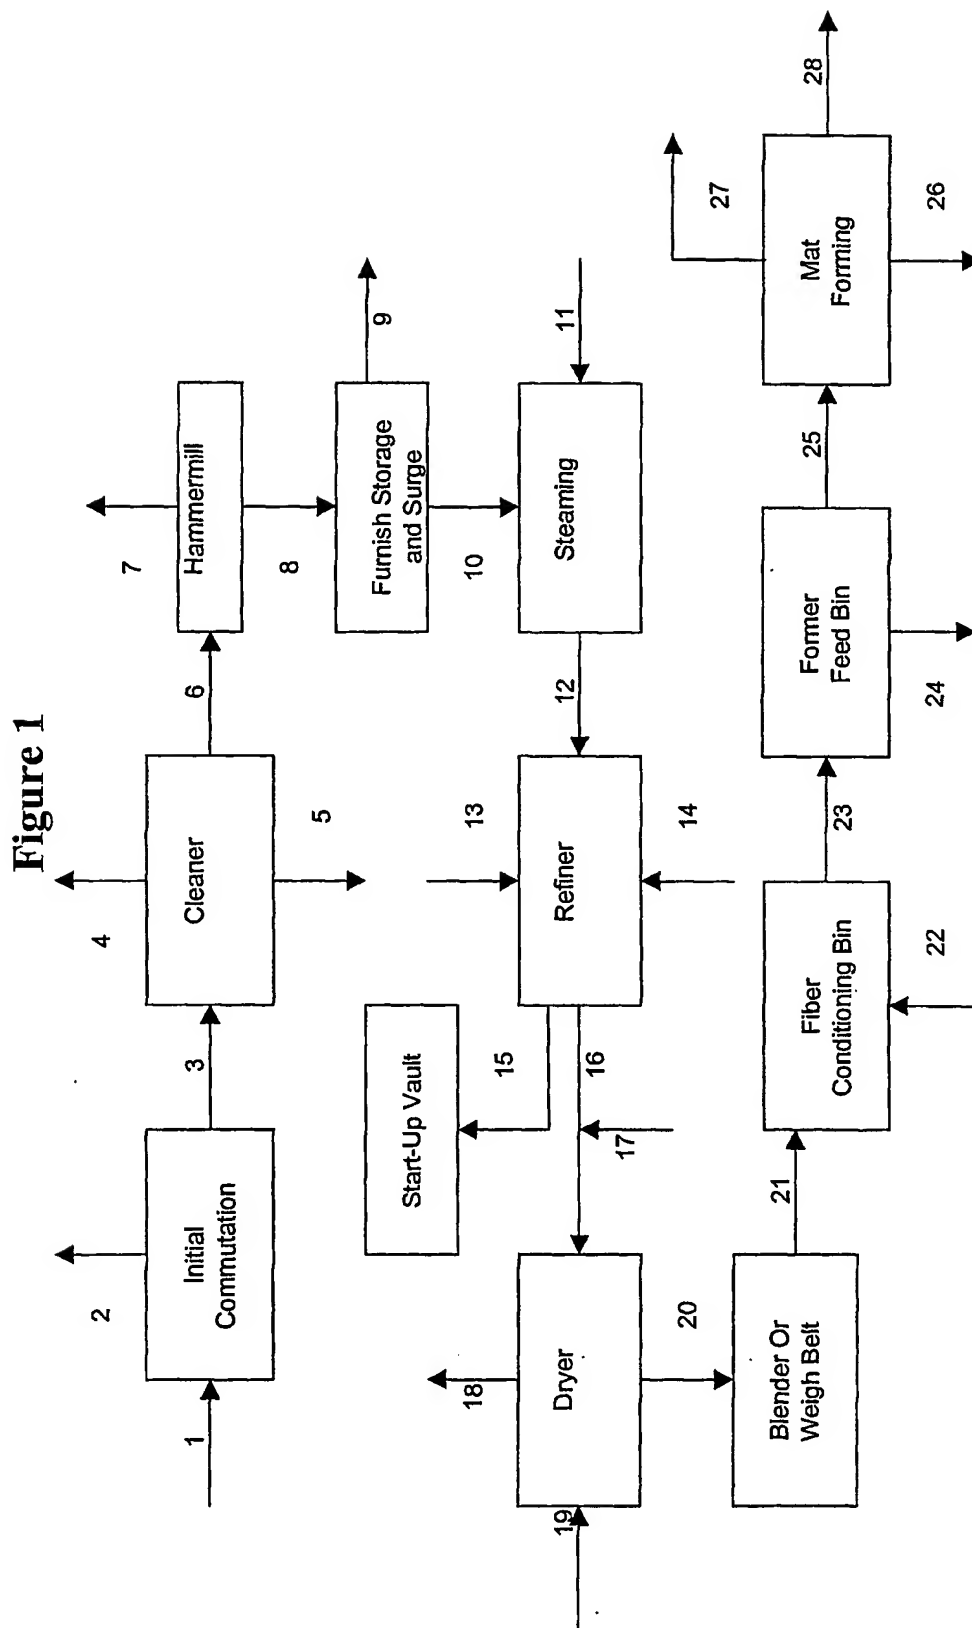 Figure 1
1
Initial
Commutation
2
3
Cleaner
4
5
6
Hammermill
7
8
Furnish Storage
and Surge
9
10
Steaming
11
12
Refiner
13
14
15
Start-Up Vault
16
17
Dryer
18
19
20
Blender Or
Weigh Belt
21
Fiber
Conditioning Bin
22
23
Former
Feed Bin
24
25
Mat
Forming
26
27
28